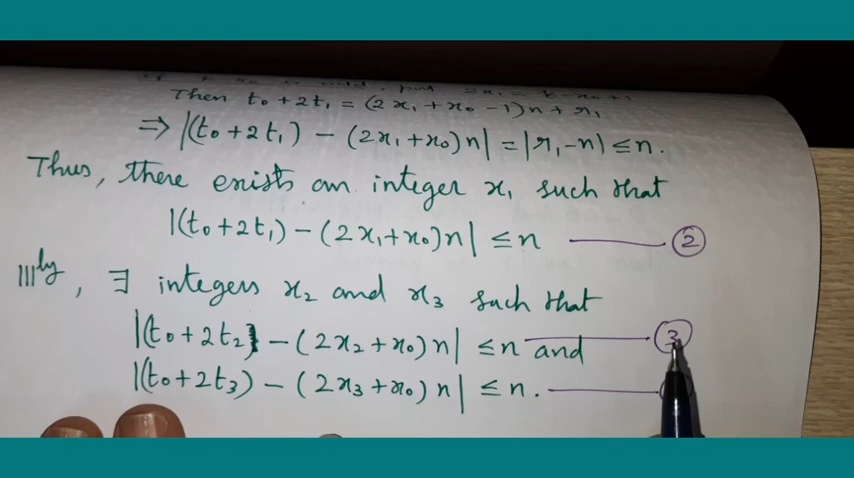 Then t₀ + 2t₁ = (2x₁ + x₀ - 1)n + r₁
⇒ |(t₀ + 2t₁) - (2x₁ + x₀)n| = |r₁ - n| ≤ n.
Thus, there exists an integer x₁ such that
|(t₀ + 2t₁) - (2x₁ + x₀)n| ≤ n —— ②
IIIly, ∃ integers x₂ and x₃ such that
|(t₀ + 2t₂) - (2x₂ + x₀)n| ≤ n and —— ③
|(t₀ + 2t₃) - (2x₃ + x₀)n| ≤ n. ——